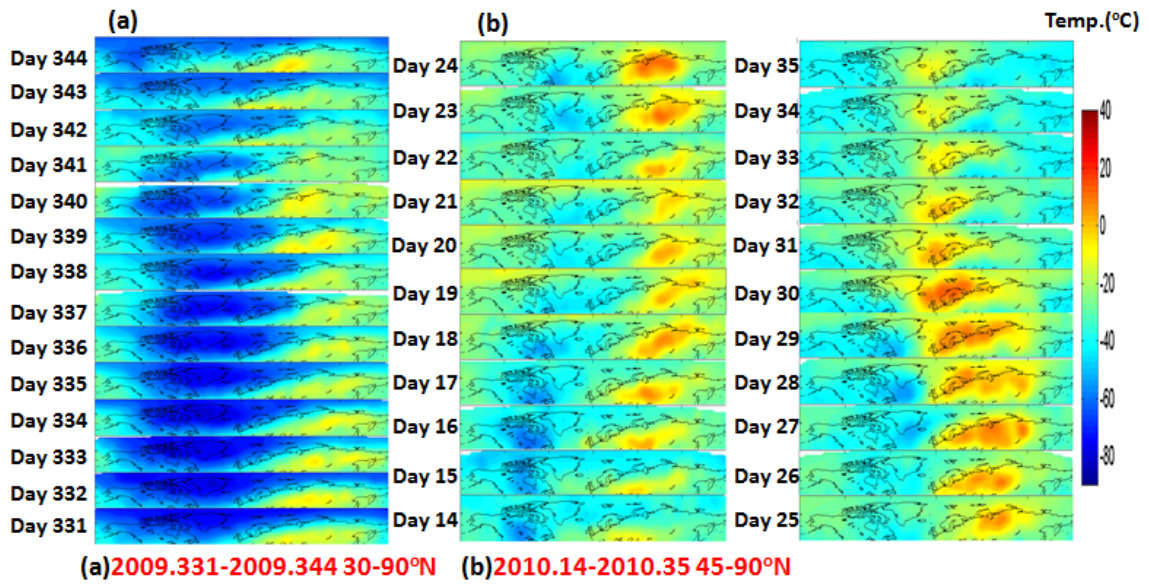 (a)
(b)
Temp.(°C)
Day 344
Day 343
Day 342
Day 341
Day 340
Day 339
Day 338
Day 337
Day 336
Day 335
Day 334
Day 333
Day 332
Day 331
Day 24
Day 23
Day 22
Day 21
Day 20
Day 19
Day 18
Day 17
Day 16
Day 15
Day 14
Day 35
Day 34
Day 33
Day 32
Day 31
Day 30
Day 29
Day 28
Day 27
Day 26
Day 25
40
20
0
-20
-40
-60
-80
(a)2009.331-2009.344 30-90°N
(b)2010.14-2010.35 45-90°N